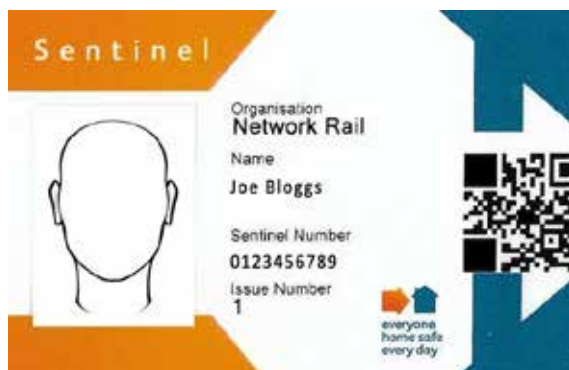 Sentinel
Organisation
Network Rail
Name
Joe Bloggs
Sentinel Number
0123456789
Issue Number
1
everyone
home safe
every day